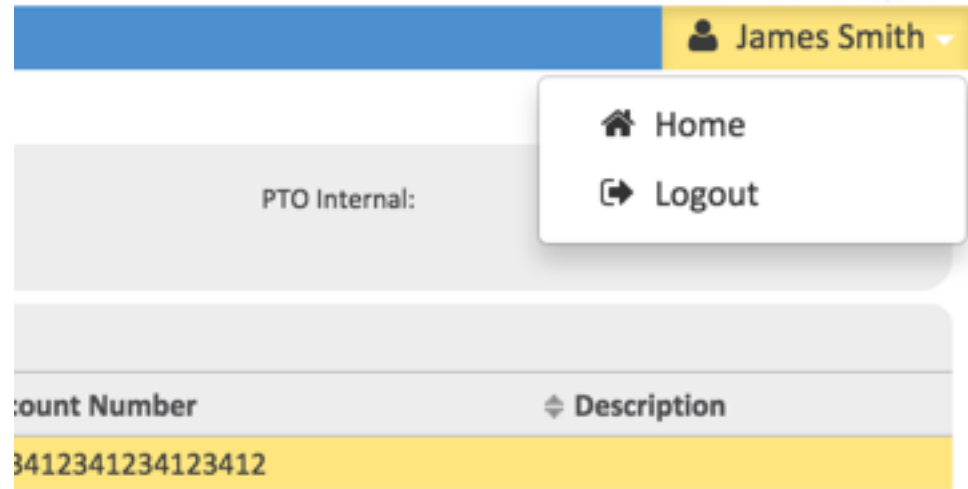 James Smith
Home
Logout
PTO Internal:
count Number
Description
3412341234123412